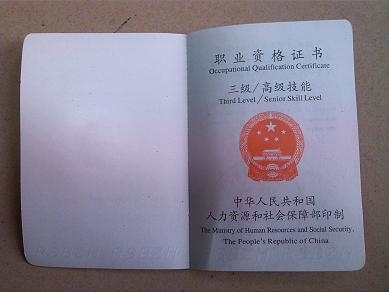 职业资格证书
Occupational Qualification Certificate
三级/高级技能
Third Level/Senior Skill Level
中华人民共和国
人力资源和社会保障部印制
The Ministry of Human Resources and Social Security,
The People's Republic of China